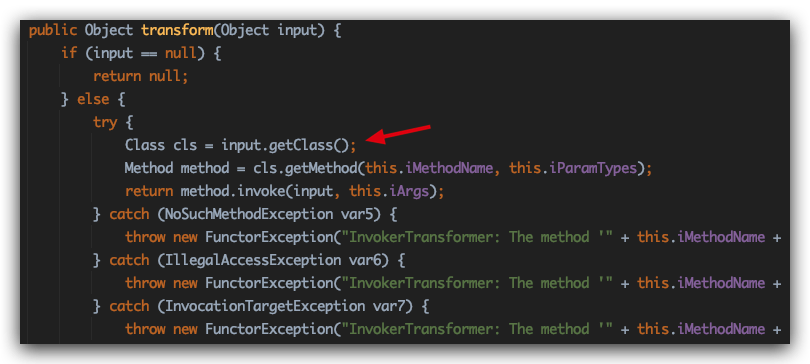 public Object transform(Object input) {
if (input == null) {
return null;
} else {
try {
Class cls = input.getClass();
Method method = cls.getMethod(this.iMethodName, this.iParamTypes);
return method.invoke(input, this.iArgs);
} catch (NoSuchMethodException var5) {
throw new FunctorException("InvokerTransformer: The method '" + this.iMethodName +
} catch (IllegalAccessException var6) {
throw new FunctorException("InvokerTransformer: The method '" + this.iMethodName +
} catch (InvocationTargetException var7) {
throw new FunctorException("InvokerTransformer: The method '" + this.iMethodName +